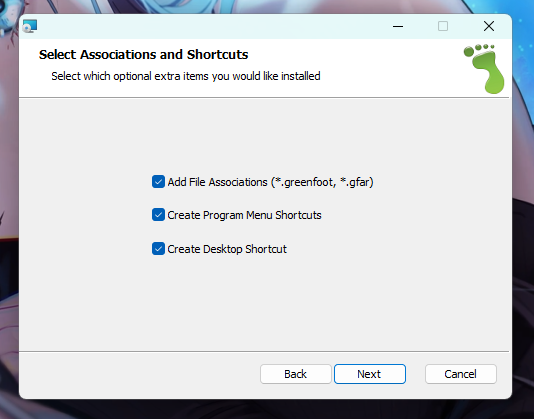 Select Associations and Shortcuts
Select which optional extra items you would like installed
Add File Associations (*.greenfoot, *.gfar)
Create Program Menu Shortcuts
Create Desktop Shortcut
Back
Next
Cancel